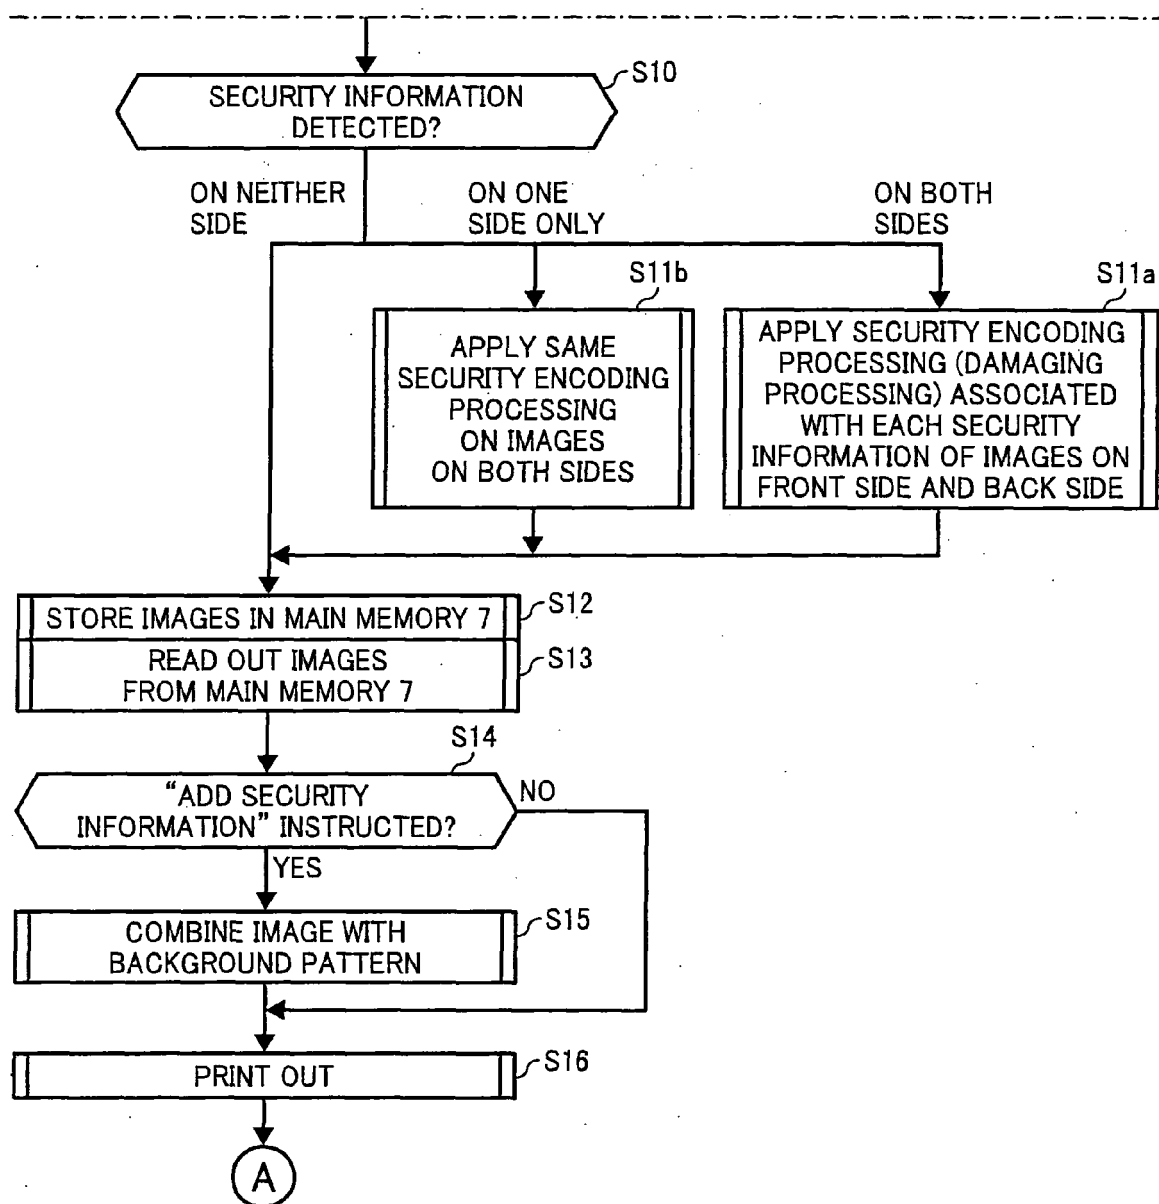 S10
SECURITY INFORMATION
DETECTED?
ON NEITHER
SIDE
ON ONE
SIDE ONLY
ON BOTH
SIDES
S11b
APPLY SAME
SECURITY ENCODING
PROCESSING
ON IMAGES
ON BOTH SIDES
S11a
APPLY SECURITY ENCODING
PROCESSING (DAMAGING
PROCESSING) ASSOCIATED
WITH EACH SECURITY
INFORMATION OF IMAGES ON
FRONT SIDE AND BACK SIDE
STORE IMAGES IN MAIN MEMORY 7
S12
READ OUT IMAGES
FROM MAIN MEMORY 7
S13
S14
“ADD SECURITY
INFORMATION” INSTRUCTED?
NO
YES
COMBINE IMAGE WITH
BACKGROUND PATTERN
S15
PRINT OUT
S16
A